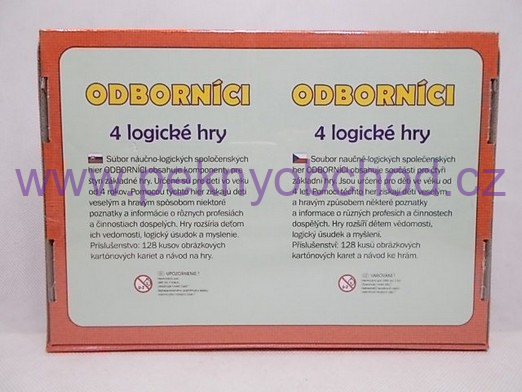 ODBORNÍCI
4 logické hry
Súbor náučno-logických spoločenských
hier ODBORNÍCI obsahuje komponenty pre
štyri základné hry. Určené pre deti vo veku
od 4 rokov. Pomocou týchto hier získajú deti
veselým a hravým spôsobom niektoré
poznatky a informácie o rôznych profesiách
a činnostiach dospelých. Hry rozšíria deťom
ich vedomosti, logický úsudok a myslenie.
Príslušenstvo: 128 kusov obrázkových
kartónových kariet a návod na hry.
UPOZORNENIE !
ODBORNÍCI
4 logické hry
Soubor naučně-logických společenských
her ODBORNÍCI obsahuje součásti pro čtyři
základní hry. Jsou určené pro děti ve věku od
4 let. Pomocí těchto her získají děti veselým
a hravým způsobem některé poznatky
a informace o různých profesích a činnostech
dospělých. Hry rozšíří dětem vědomosti,
logický úsudek a myšlení.
Příslušenství: 128 kusů obrázkových
kartónových karet a návod ke hrám.
VAROVÁNÍ !
www.peknyobchod.cz